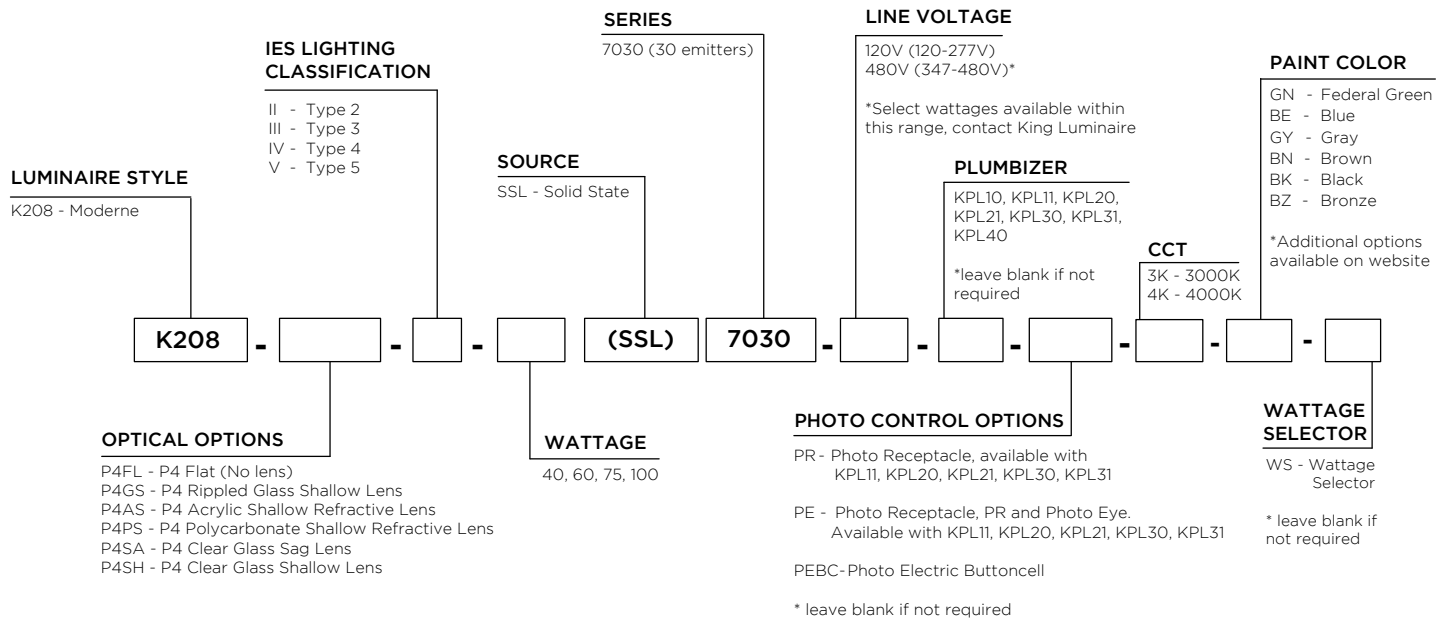 LUMINAIRE STYLE
K208 - Moderne
IES LIGHTING
CLASSIFICATION
II - Type 2
III - Type 3
IV - Type 4
V - Type 5
SOURCE
SSL - Solid State
SERIES
7030 (30 emitters)
LINE VOLTAGE
120V (120-277V)
480V (347-480V)*
*Select wattages available within
this range, contact King Luminaire
PLUMBIZER
KPL10, KPL11, KPL20,
KPL21, KPL30, KPL31,
KPL40
*leave blank if not
required
CCT
3K - 3000K
4K - 4000K
PAINT COLOR
GN - Federal Green
BE - Blue
GY - Gray
BN - Brown
BK - Black
BZ - Bronze
*Additional options
available on website
K208 - - - (SSL) 7030 - - - - - -
OPTICAL OPTIONS
P4FL - P4 Flat (No lens)
P4GS - P4 Rippled Glass Shallow Lens
P4AS - P4 Acrylic Shallow Refractive Lens
P4PS - P4 Polycarbonate Shallow Refractive Lens
P4SA - P4 Clear Glass Sag Lens
P4SH - P4 Clear Glass Shallow Lens
WATTAGE
40, 60, 75, 100
PHOTO CONTROL OPTIONS
PR - Photo Receptacle, available with
KPL11, KPL20, KPL21, KPL30, KPL31
PE - Photo Receptacle, PR and Photo Eye.
Available with KPL11, KPL20, KPL21, KPL30, KPL31
PEBC-Photo Electric Buttoncell
* leave blank if not required
WATTAGE
SELECTOR
WS - Wattage
Selector
* leave blank if
not required